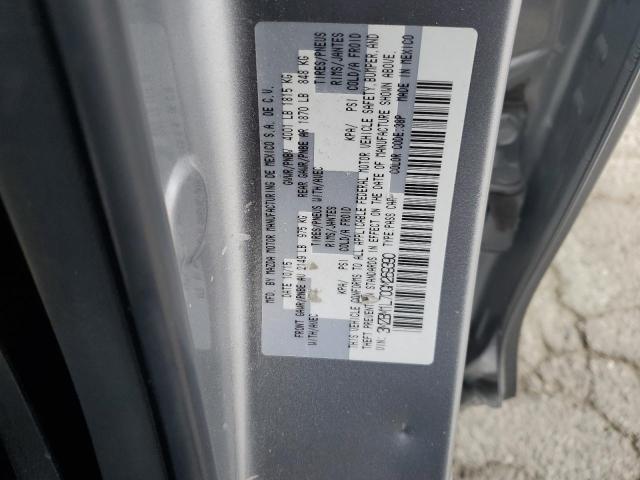 MFD. BY MAZDA MOTOR MANUFACTURING DE MEXICO S.A. DE C.V.
DATE 10/15 GVWR/PNBV 4001 LB 1815 KG
FRONT GAWR/PNBE AV 2149 LB 975 KG REAR GAWR/PNBE AR 1870 LB 848 KG
WITH/AVEC TIRES/PNEUS WITH/AVEC TIRES/PNEUS
RIMS/JANTES RIMS/JANTES
KPA/ PSI COLD/A FROID KPA/ PSI COLD/A FROID
THIS VEHICLE CONFORMS TO ALL APPLICABLE FEDERAL MOTOR VEHICLE SAFETY, BUMPER, AND
THEFT PREVENT STANDARDS IN EFFECT ON THE DATE OF MANUFACTURE SHOWN ABOVE.
VIN: TYPE:PASS CAR COLOR CODE:38P MADE IN MEXICO